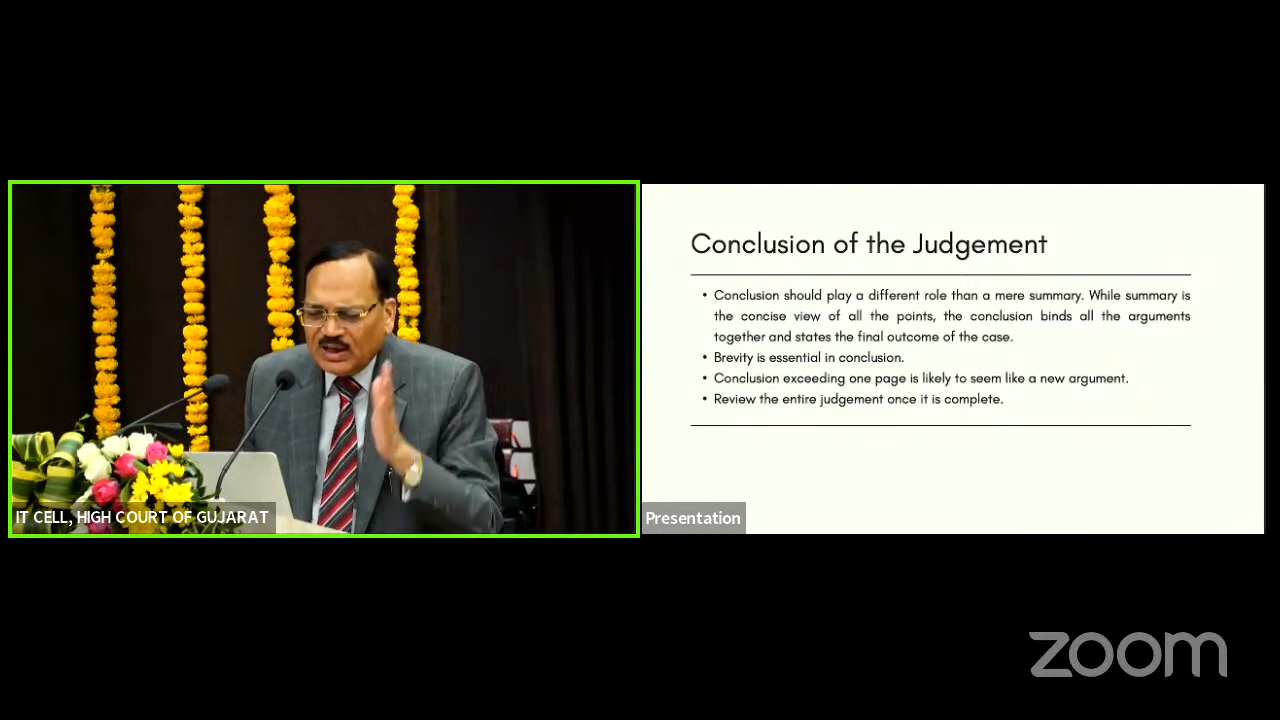 Conclusion of the Judgement
• Conclusion should play a different role than a mere summary. While summary is
the concise view of all the points, the conclusion binds all the arguments
together and states the final outcome of the case.
• Brevity is essential in conclusion.
• Conclusion exceeding one page is likely to seem like a new argument.
• Review the entire judgement once it is complete.
IT CELL, HIGH COURT OF GUJARAT
Presentation
zoom